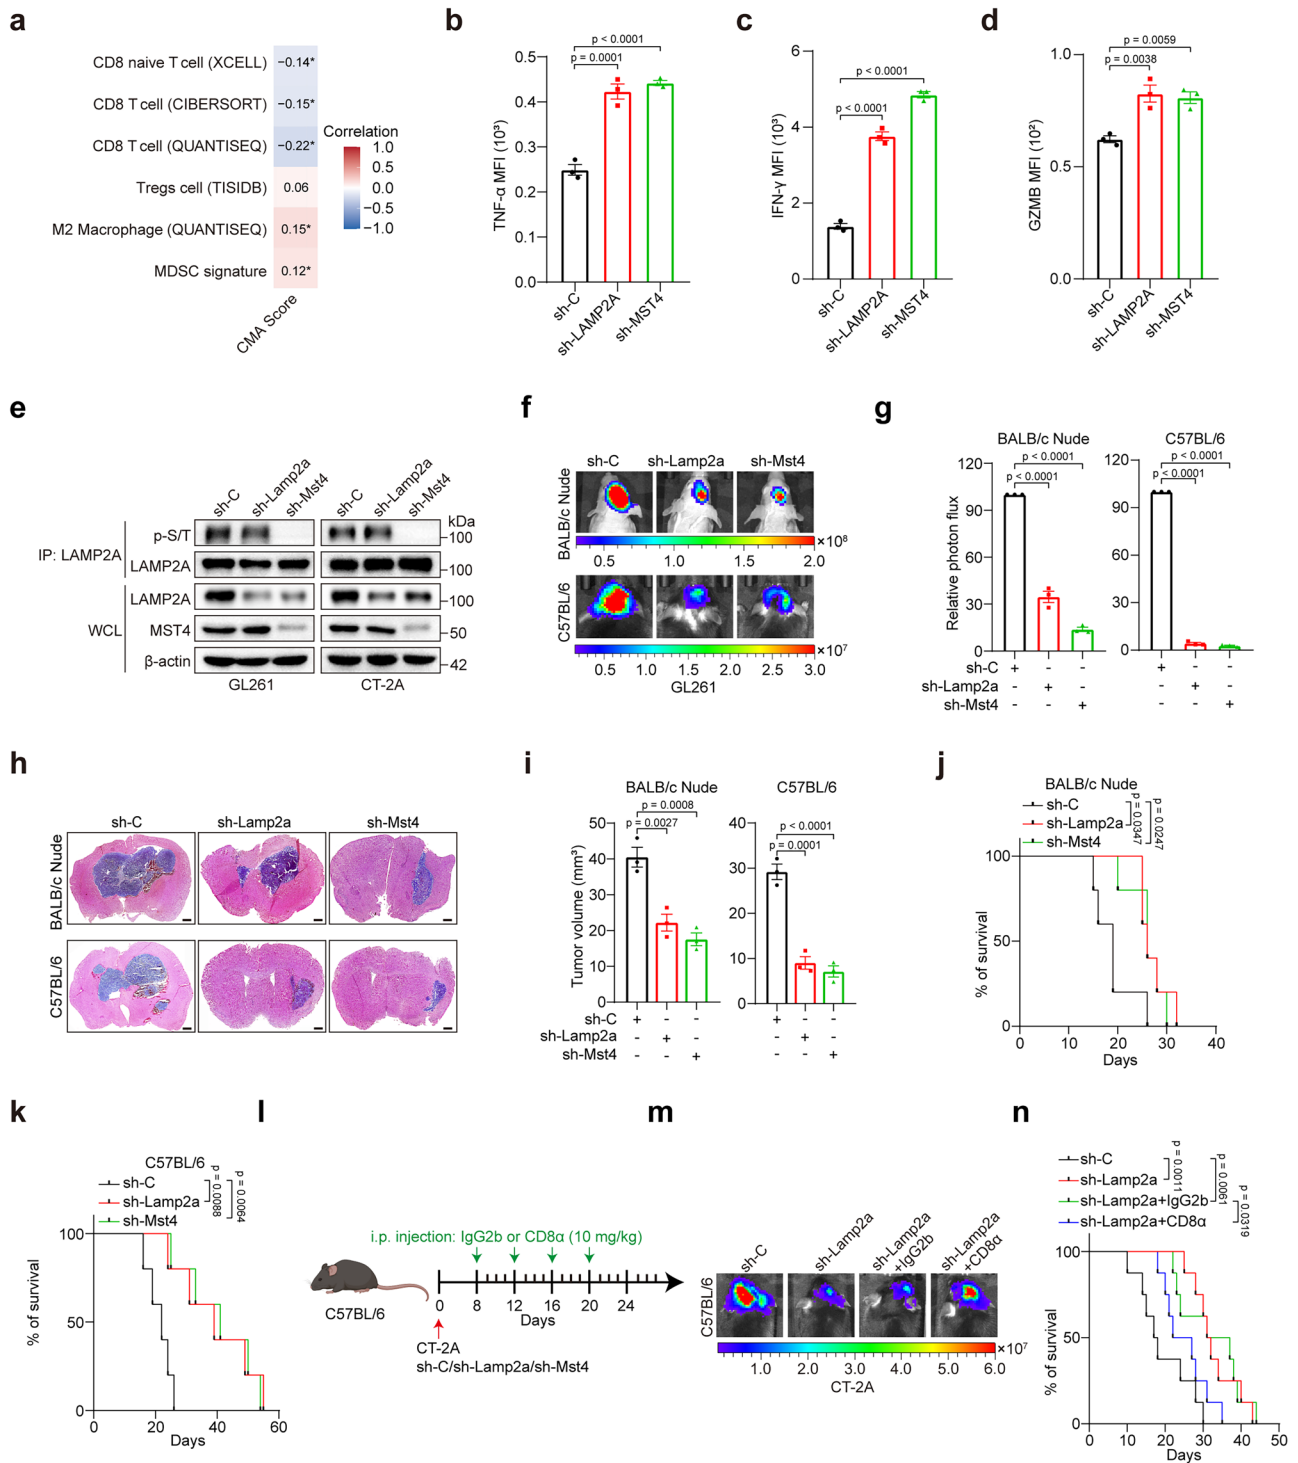 a
CD8 naive T cell (XCELL)
−0.14*
CD8 T cell (CIBERSORT)
−0.15*
CD8 T cell (QUANTISEQ)
−0.22*
Tregs cell (TISIDB)
0.06
M2 Macrophage (QUANTISEQ)
0.15*
MDSC signature
0.12*
CMA Score
Correlation
1.0
0.5
0.0
−0.5
−1.0
b
p < 0.0001
p = 0.0001
TNF-α MFI (10³)
0.5
0.4
0.3
0.2
0.1
0.0
sh-C
sh-LAMP2A
sh-MST4
c
p < 0.0001
p < 0.0001
IFN-γ MFI (10³)
6
4
2
0
sh-C
sh-LAMP2A
sh-MST4
d
p = 0.0059
p = 0.0038
GZMB MFI (10²)
1.0
0.5
0.0
sh-C
sh-LAMP2A
sh-MST4
e
sh-C
sh-Lamp2a
sh-Mst4
sh-C
sh-Lamp2a
sh-Mst4
kDa
IP: LAMP2A
p-S/T
100
LAMP2A
100
WCL
LAMP2A
100
MST4
50
β-actin
42
GL261
CT-2A
f
sh-C
sh-Lamp2a
sh-Mst4
BALB/c Nude
0.5
1.0
1.5
2.0
×10⁸
C57BL/6
0.5
1.0
1.5
2.0
2.5
3.0
×10⁷
GL261
g
BALB/c Nude
p < 0.0001
p < 0.0001
Relative photon flux
120
90
60
30
0
C57BL/6
p < 0.0001
p < 0.0001
120
90
60
30
0
sh-C + - - + - -
sh-Lamp2a - + - - + -
sh-Mst4 - - + - - +
h
sh-C
sh-Lamp2a
sh-Mst4
BALB/c Nude
C57BL/6
i
BALB/c Nude
p = 0.0008
p = 0.0027
Tumor volume (mm³)
50
40
30
20
10
0
C57BL/6
p < 0.0001
p = 0.0001
40
30
20
10
0
sh-C + - - + - -
sh-Lamp2a - + - - + -
sh-Mst4 - - + - - +
j
BALB/c Nude
sh-C
sh-Lamp2a
sh-Mst4
p = 0.0347
p = 0.0247
% of survival
100
50
0
0
10
20
30
40
Days
k
C57BL/6
sh-C
sh-Lamp2a
sh-Mst4
p = 0.0088
p = 0.0064
% of survival
100
50
0
0
20
40
60
Days
l
i.p. injection: IgG2b or CD8α (10 mg/kg)
C57BL/6
0
8
12
16
20
24
Days
CT-2A
sh-C/sh-Lamp2a/sh-Mst4
m
sh-C
sh-Lamp2a
sh-Lamp2a
+IgG2b
sh-Lamp2a
+CD8α
C57BL/6
1.0
2.0
3.0
4.0
5.0
6.0
×10⁷
CT-2A
n
sh-C
sh-Lamp2a
sh-Lamp2a+IgG2b
sh-Lamp2a+CD8α
p = 0.0011
p = 0.0061
p = 0.0319
% of survival
100
50
0
0
10
20
30
40
50
Days